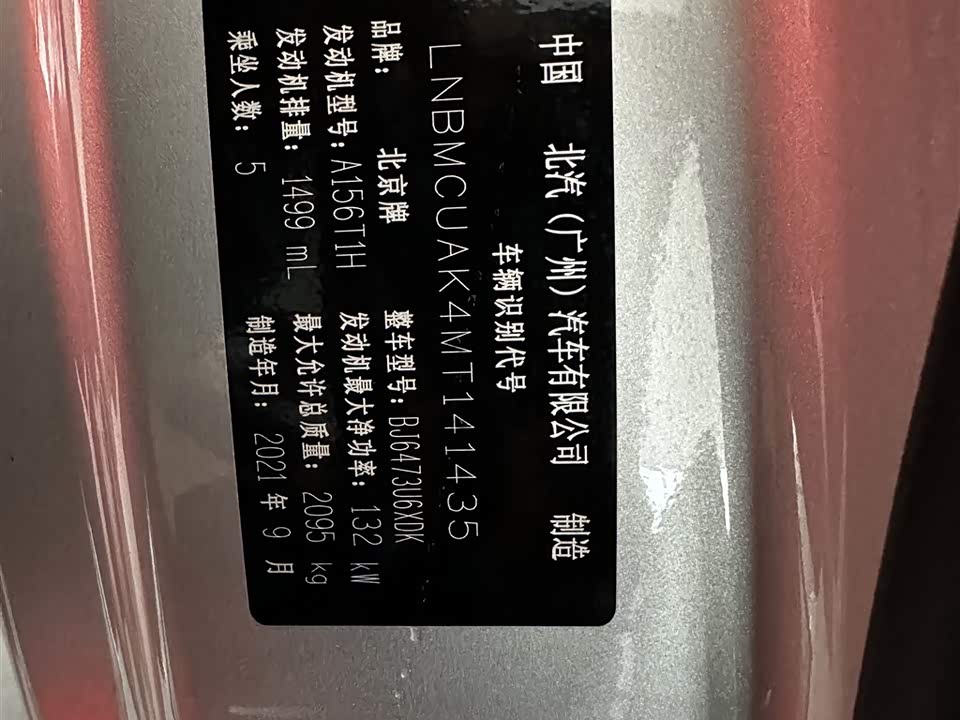 中国 北汽（广州）汽车有限公司 制造
车辆识别代号
LNBMCUAK4MT141435
品牌： 北京牌 整车型号：BJ6473U6XDK
发动机型号：A156T1H 发动机最大净功率：132 kW
发动机排量：1499 mL 最大允许总质量：2095 kg
乘坐人数：5 制造年月：2021 年 9 月